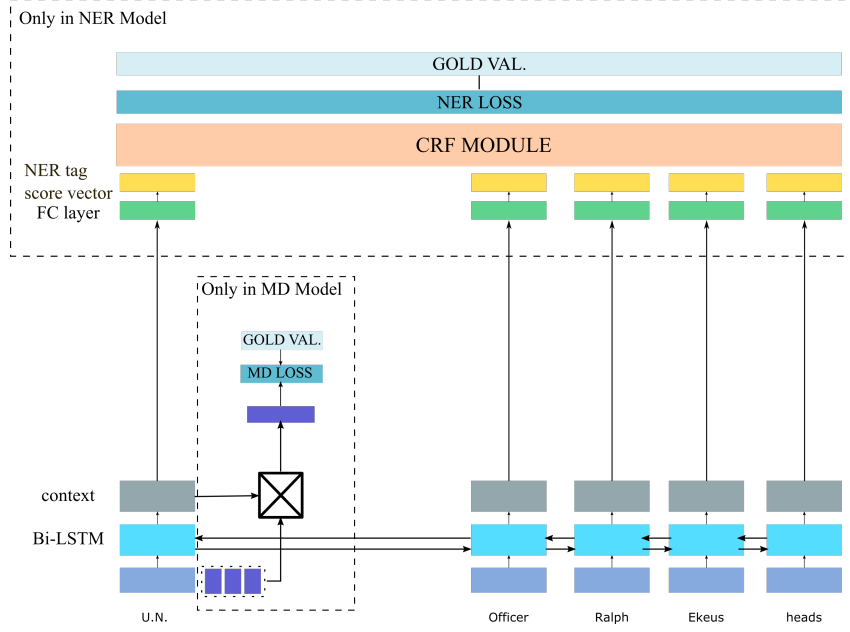 Only in NER Model
GOLD VAL.
NER LOSS
CRF MODULE
NER tag
score vector
FC layer
Only in MD Model
GOLD VAL.
MD LOSS
context
Bi-LSTM
U.N.
Officer
Ralph
Ekeus
heads